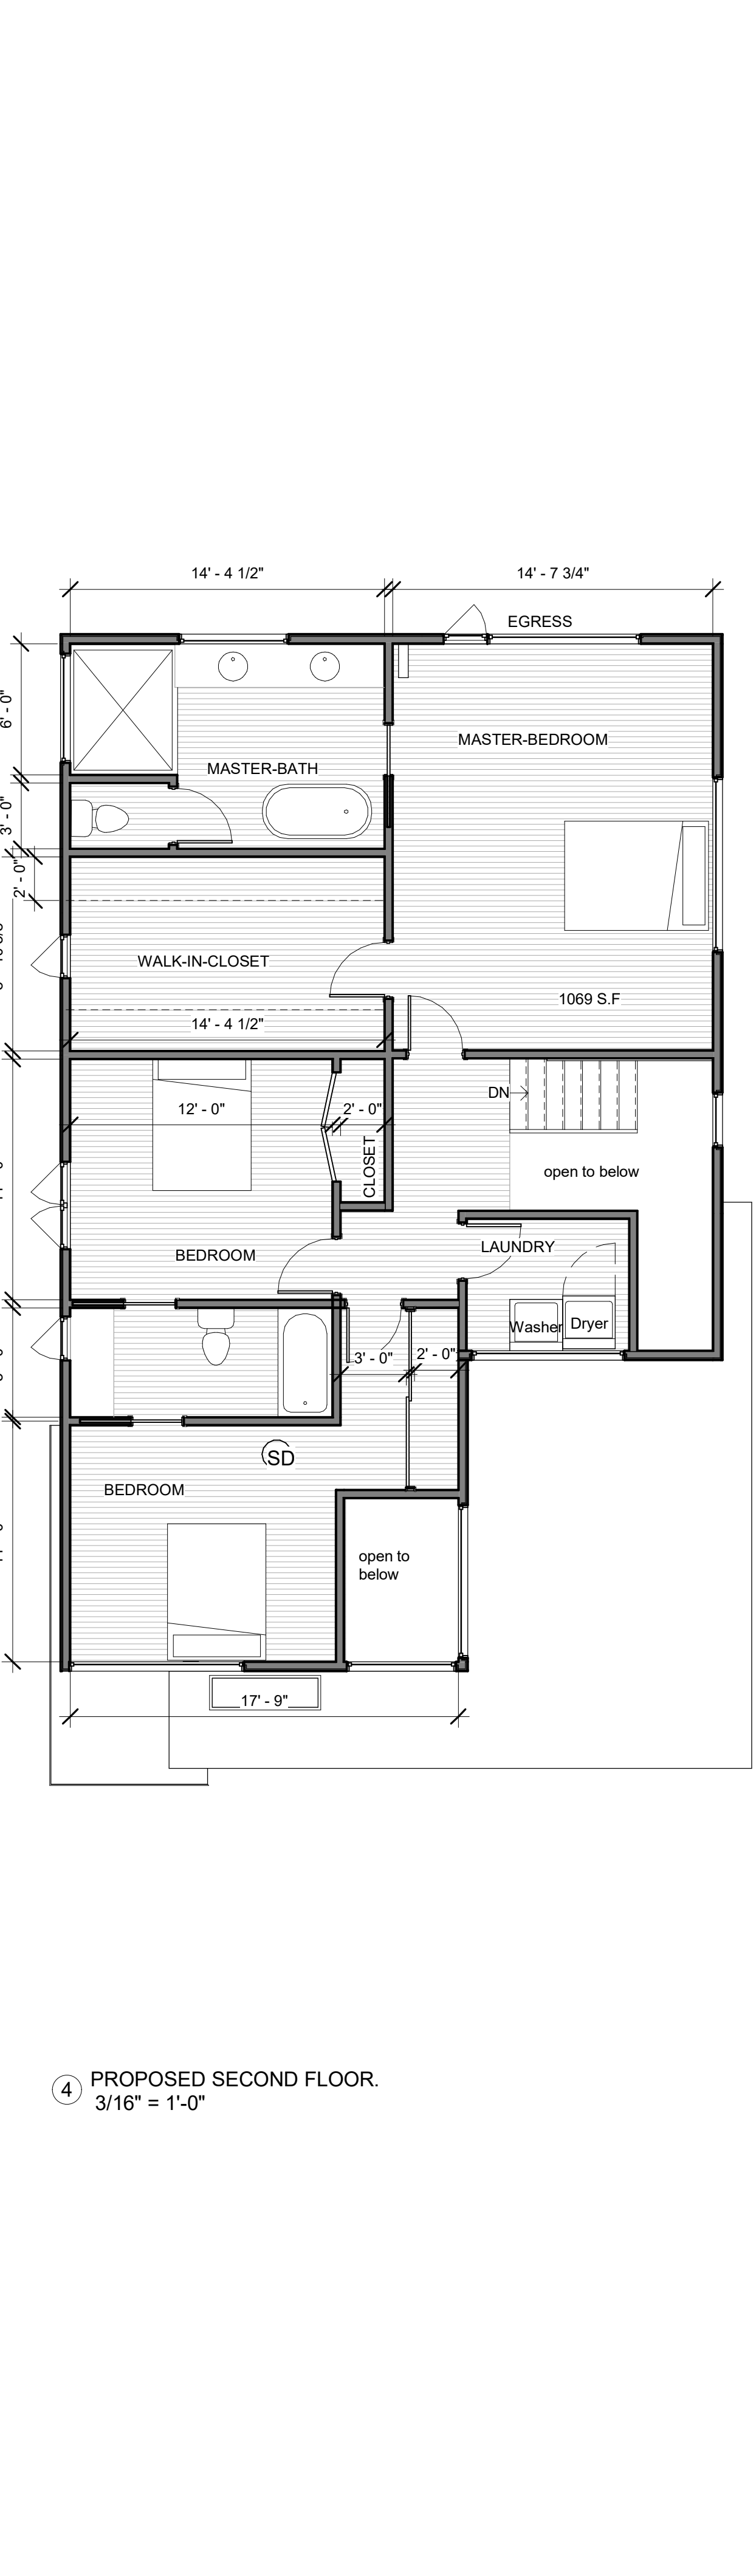 14' - 4 1/2"
14' - 7 3/4"
EGRESS
6' - 0"
MASTER-BEDROOM
MASTER-BATH
3' - 0"
2' - 0"
WALK-IN-CLOSET
1069 S.F
14' - 4 1/2"
DN
12' - 0"
2' - 0"
CLOSET
open to below
LAUNDRY
BEDROOM
Washer
Dryer
3' - 0"
2' - 0"
SD
BEDROOM
open to
below
17' - 9"
4
PROPOSED SECOND FLOOR.
3/16" = 1'-0"